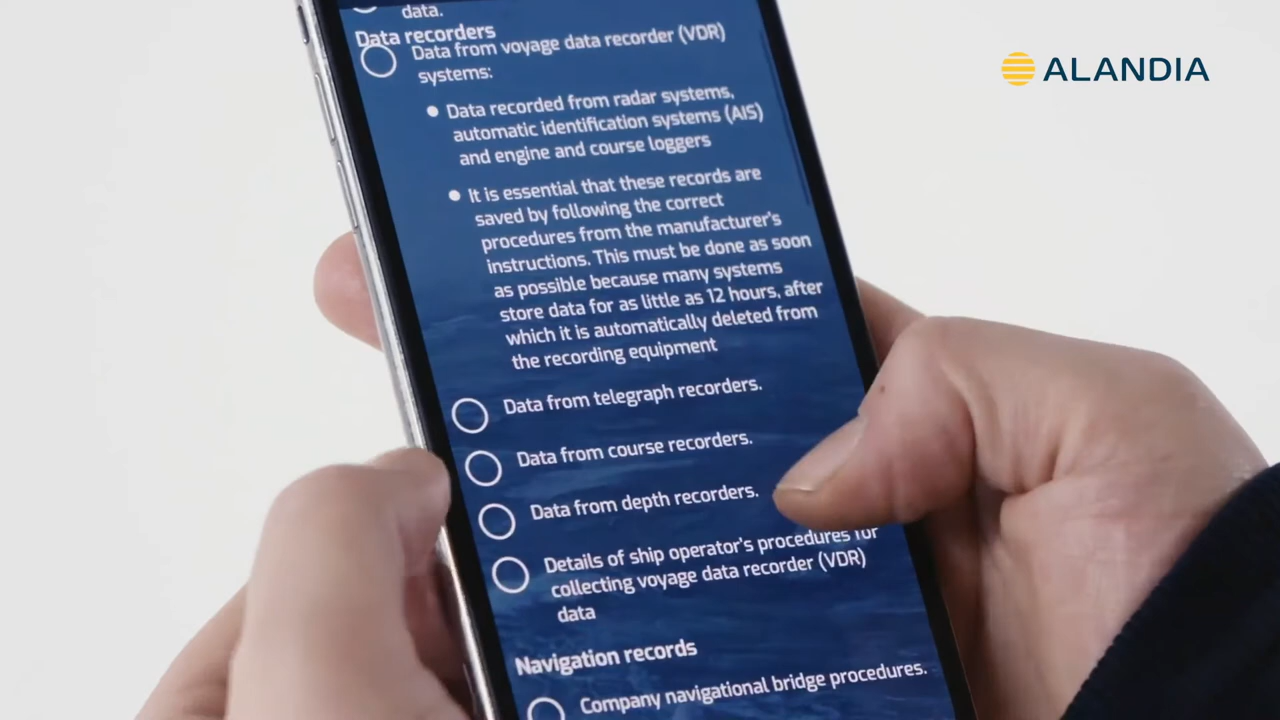 ALANDIA
data.
Data recorders
Data from voyage data recorder (VDR)
systems:
Data recorded from radar systems,
automatic identification systems (AIS)
and engine and course loggers
It is essential that these records are
saved by following the correct
procedures from the manufacturer's
instructions. This must be done as soon
as possible because many systems
store data for as little as 12 hours, after
which it is automatically deleted from
the recording equipment
Data from telegraph recorders.
Data from course recorders.
Data from depth recorders.
Details of ship operator's procedures for
collecting voyage data recorder (VDR)
data
Navigation records
Company navigational bridge procedures.